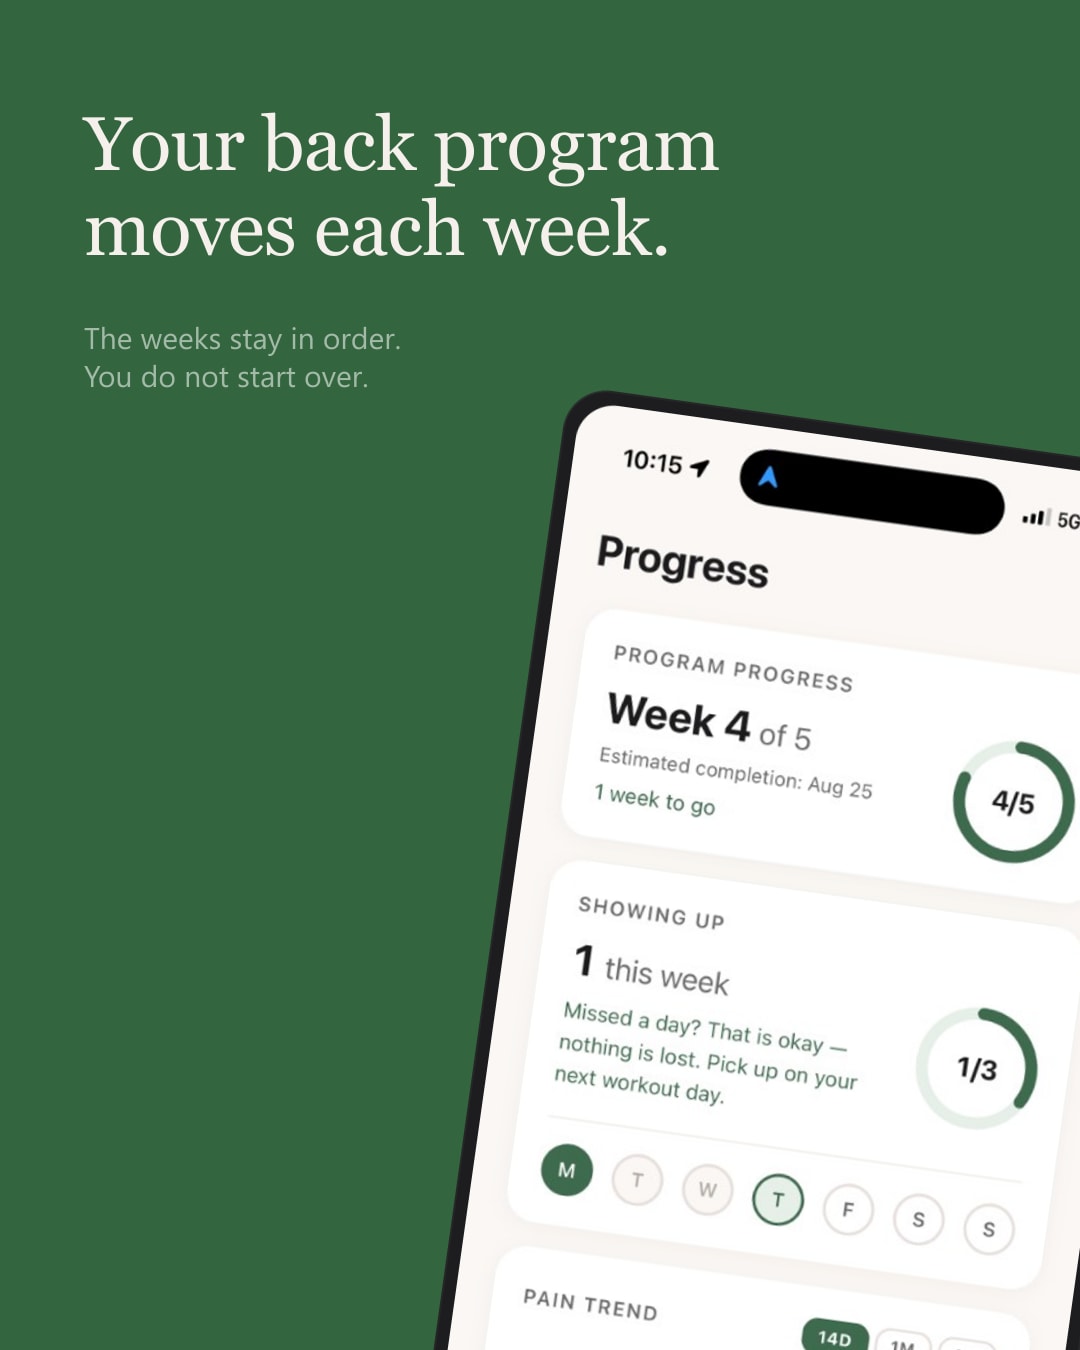 Your back program
moves each week.
The weeks stay in order.
You do not start over.
10:15
5G
Progress
PROGRAM PROGRESS
Week 4 of 5
Estimated completion: Aug 25
1 week to go
4/5
SHOWING UP
1 this week
Missed a day? That is okay —
nothing is lost. Pick up on your
next workout day.
1/3
M T W T F S S
PAIN TREND
14D 1M